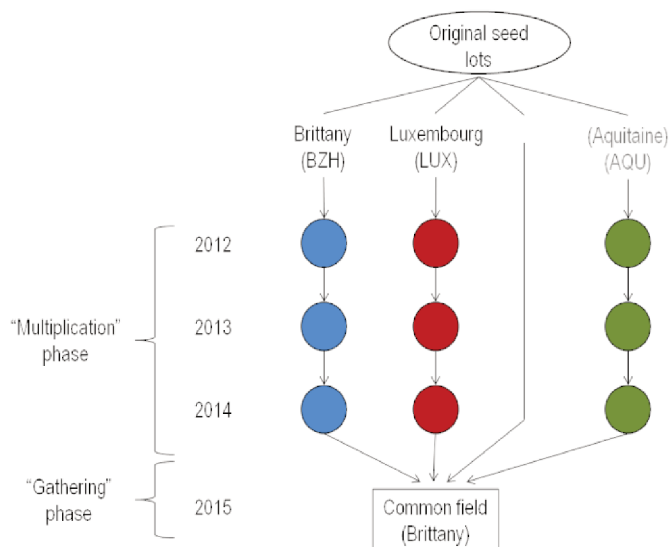 Original seed
lots
Brittany
(BZH)
Luxembourg
(LUX)
(Aquitaine)
(AQU)
2012
"Multiplication"
phase
2013
2014
"Gathering"
phase
2015
Common field
(Brittany)